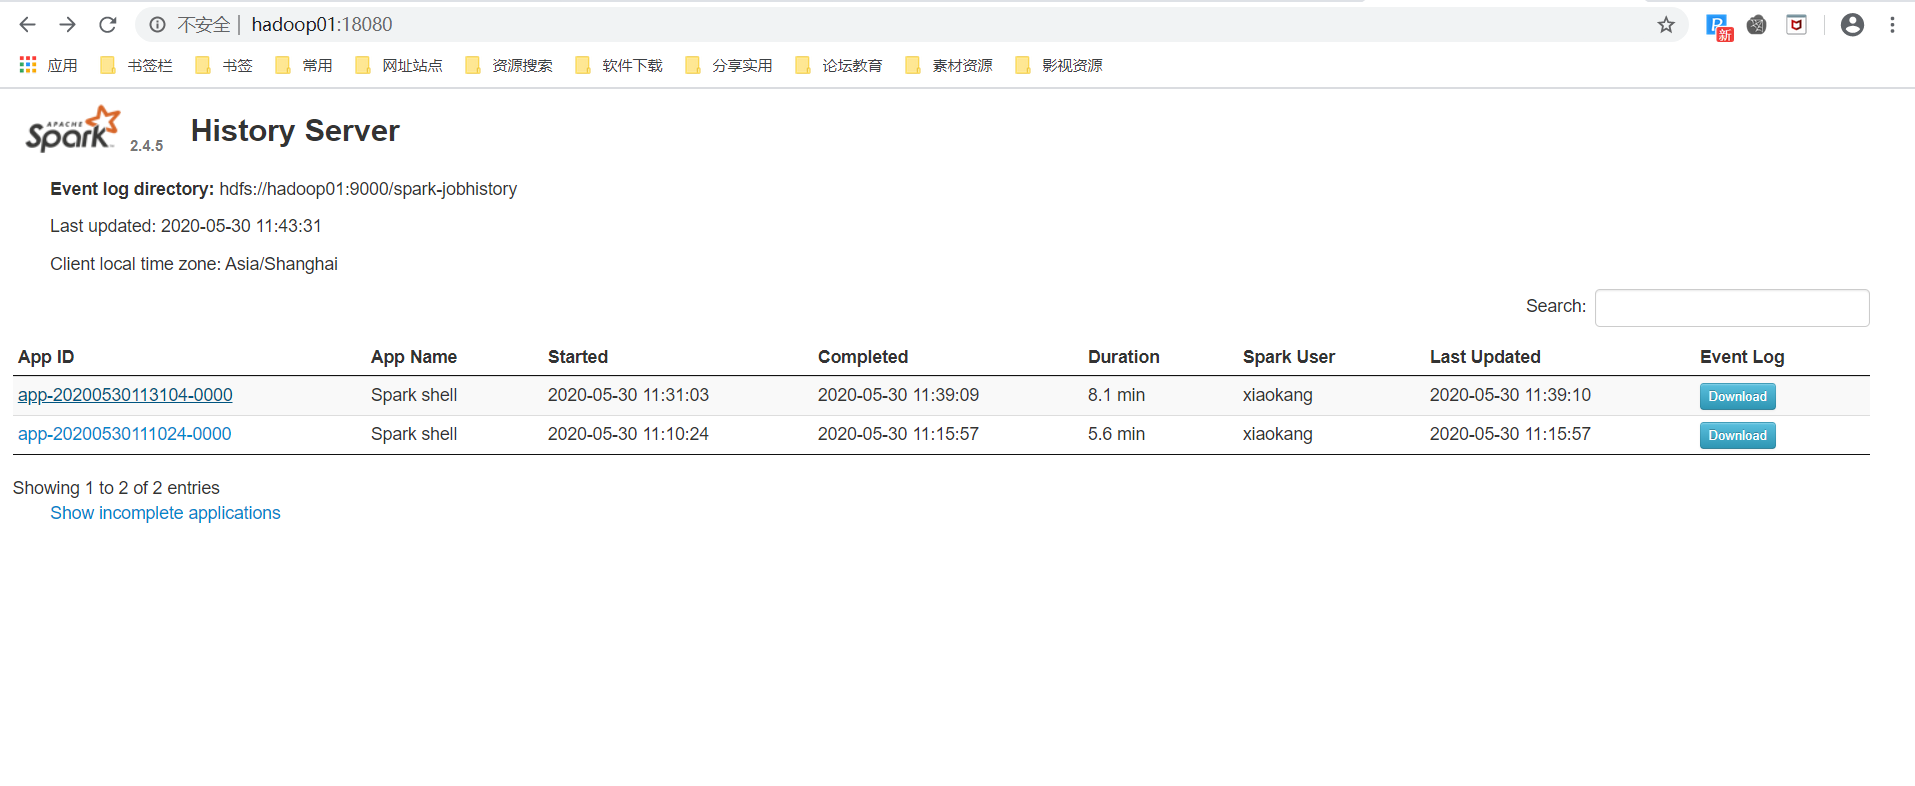 不安全 | hadoop01:18080
应用 书签栏 书签 常用 网址站点 资源搜索 软件下载 分享实用 论坛教育 素材资源 影视资源
新
APACHE
Spark 2.4.5 History Server
Event log directory: hdfs://hadoop01:9000/spark-jobhistory
Last updated: 2020-05-30 11:43:31
Client local time zone: Asia/Shanghai
Search:
App ID App Name Started Completed Duration Spark User Last Updated Event Log
app-20200530113104-0000 Spark shell 2020-05-30 11:31:03 2020-05-30 11:39:09 8.1 min xiaokang 2020-05-30 11:39:10 Download
app-20200530111024-0000 Spark shell 2020-05-30 11:10:24 2020-05-30 11:15:57 5.6 min xiaokang 2020-05-30 11:15:57 Download
Showing 1 to 2 of 2 entries
Show incomplete applications